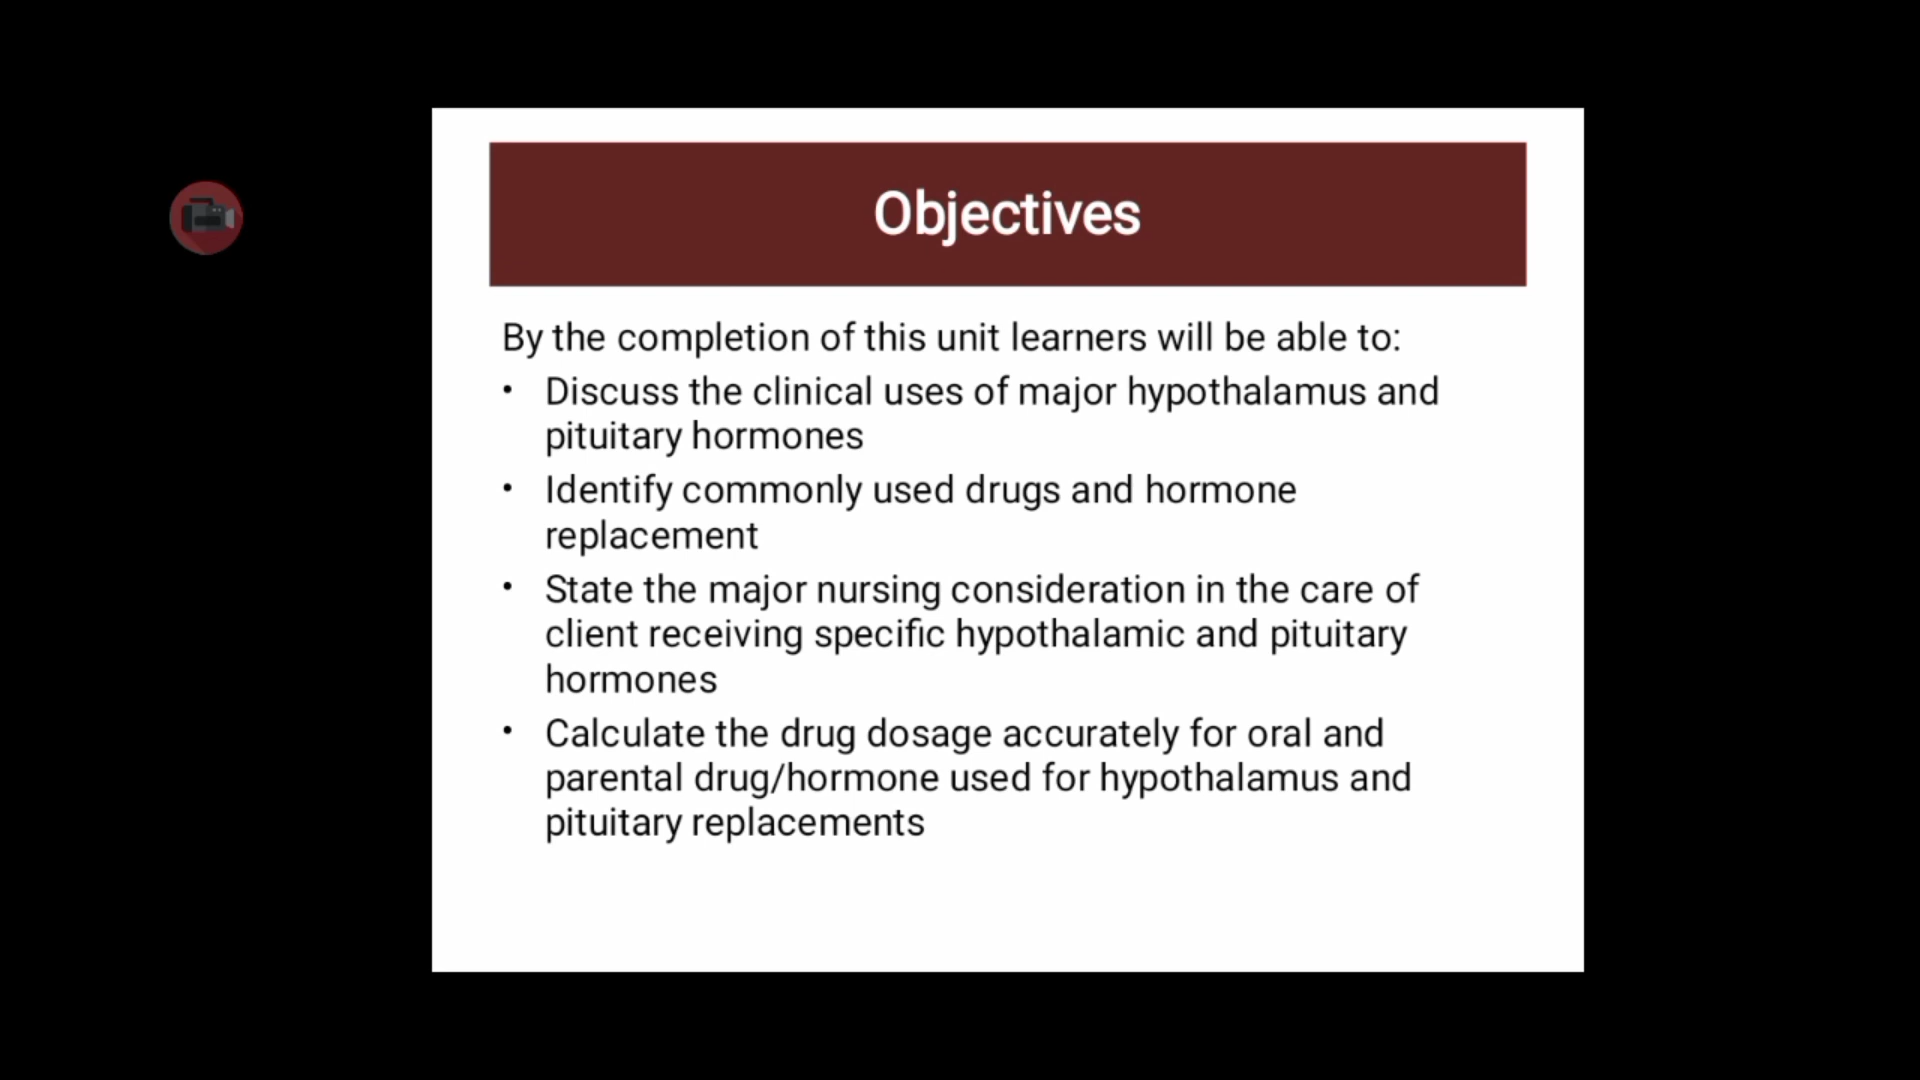 Objectives
By the completion of this unit learners will be able to:
• Discuss the clinical uses of major hypothalamus and
pituitary hormones
• Identify commonly used drugs and hormone
replacement
• State the major nursing consideration in the care of
client receiving specific hypothalamic and pituitary
hormones
• Calculate the drug dosage accurately for oral and
parental drug/hormone used for hypothalamus and
pituitary replacements